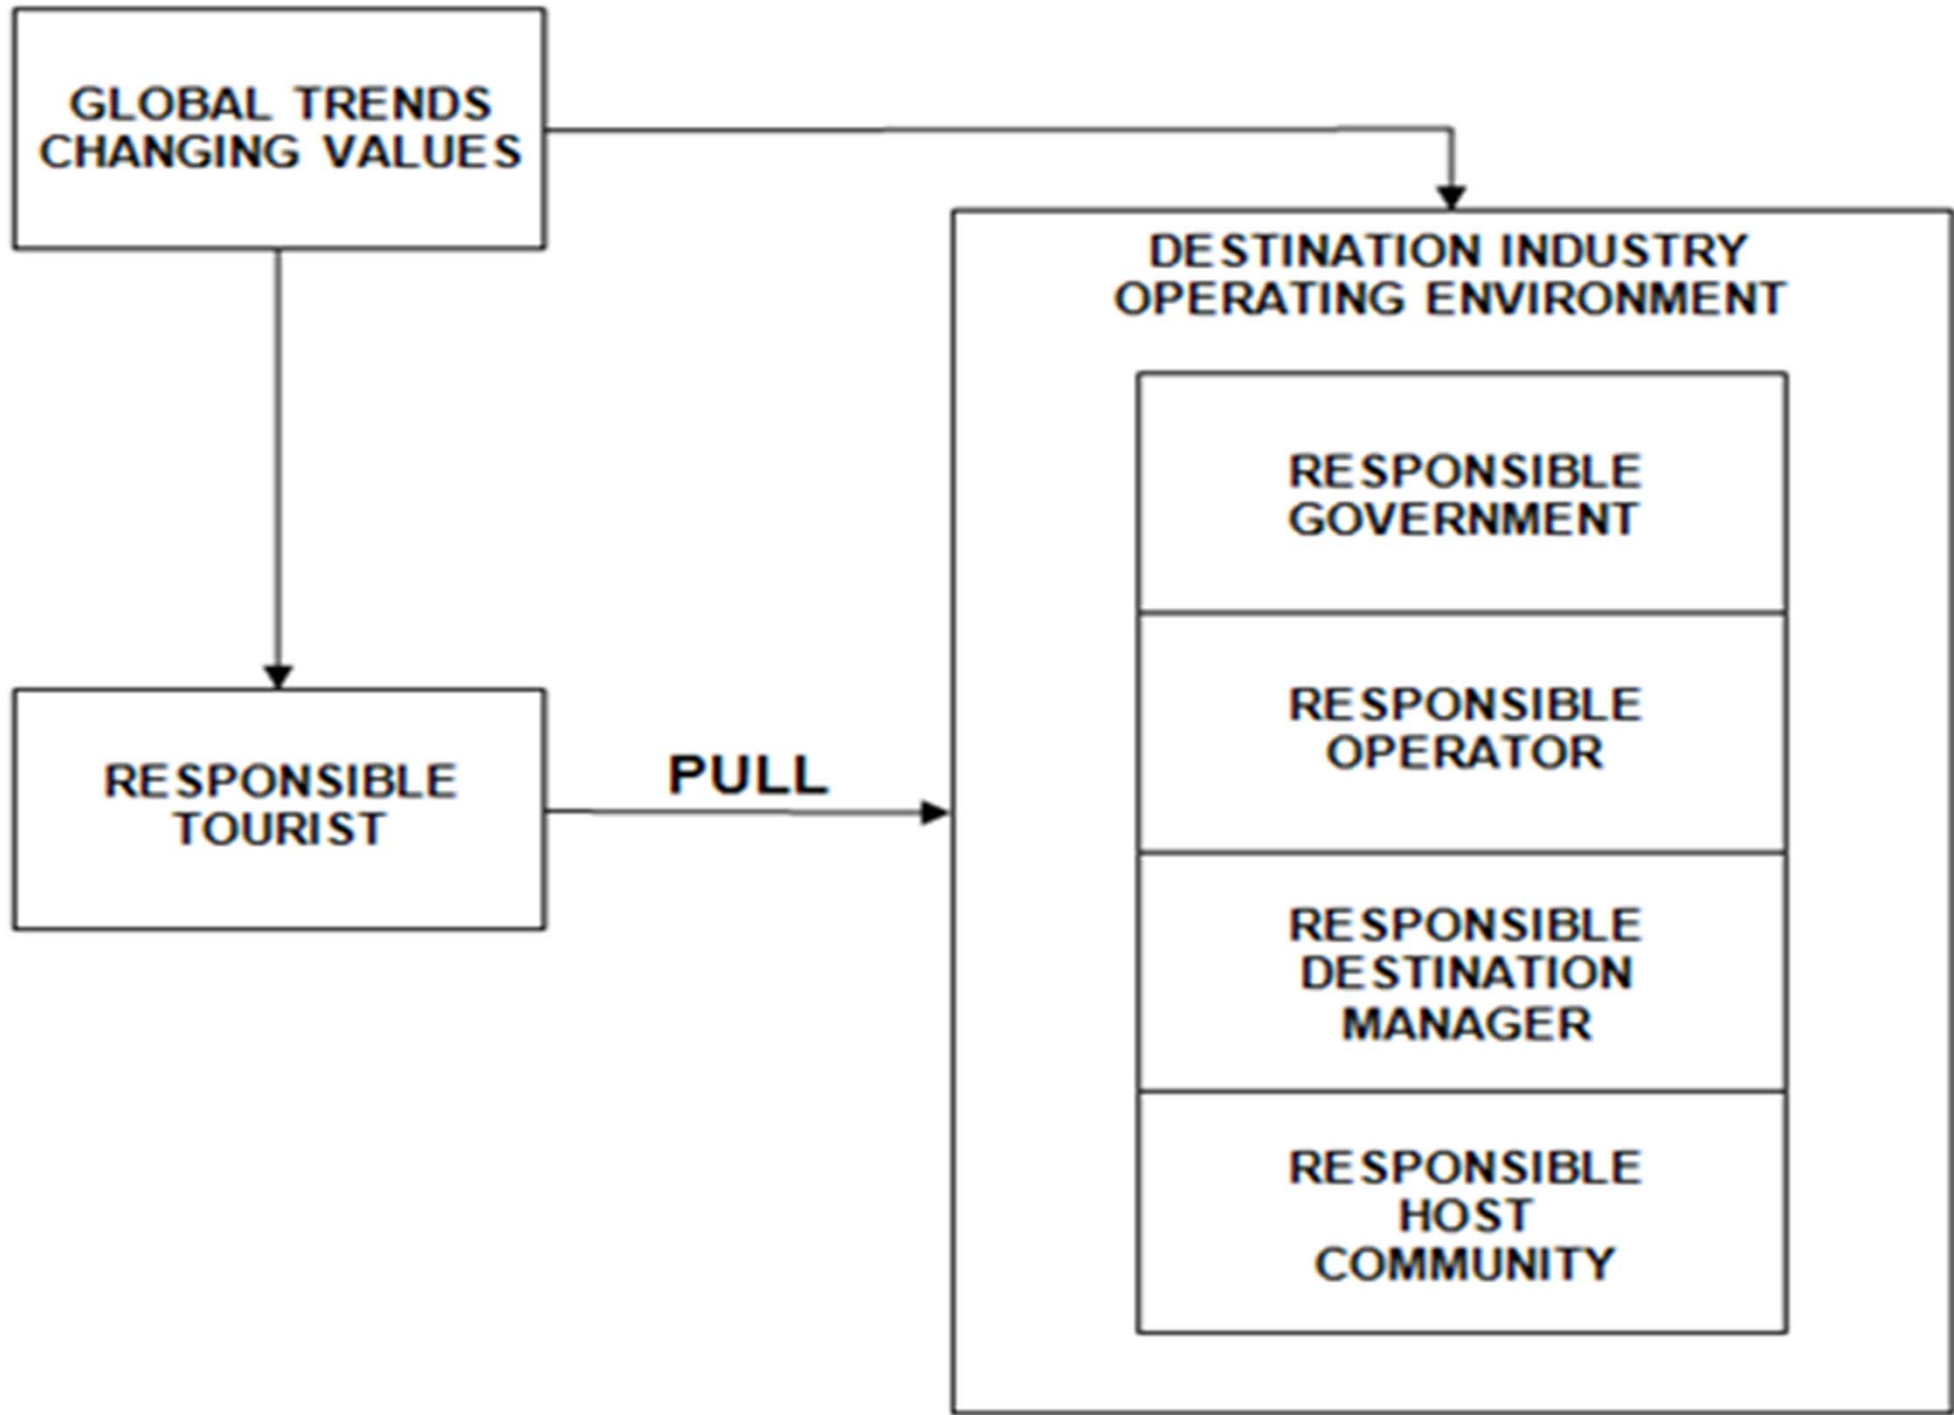 GLOBAL TRENDS
CHANGING VALUES
DESTINATION INDUSTRY
OPERATING ENVIRONMENT
RESPONSIBLE
GOVERNMENT
RESPONSIBLE
OPERATOR
RESPONSIBLE
TOURIST
PULL
RESPONSIBLE
DESTINATION
MANAGER
RESPONSIBLE
HOST
COMMUNITY